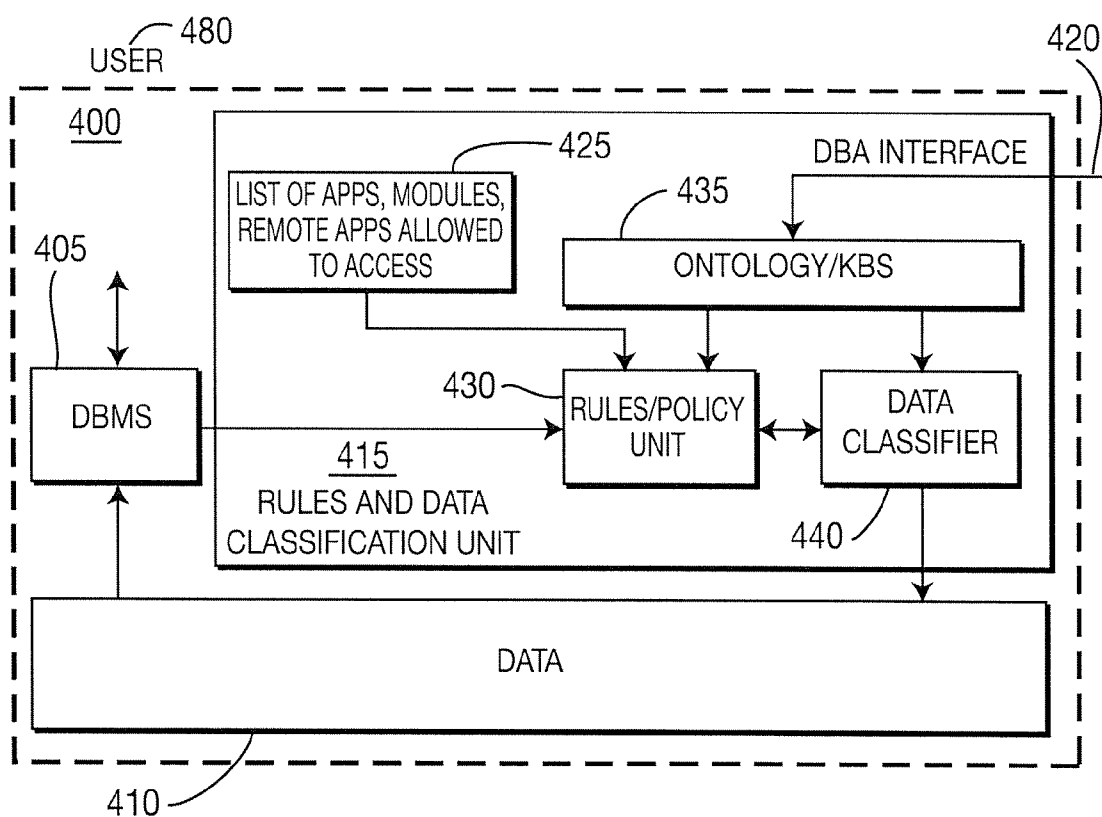 480
USER
420
400
425
DBA INTERFACE
LIST OF APPS, MODULES,
REMOTE APPS ALLOWED
TO ACCESS
435
405
ONTOLOGY/KBS
430
DBMS
RULES/POLICY
UNIT
DATA
CLASSIFIER
415
RULES AND DATA
CLASSIFICATION UNIT
440
DATA
410